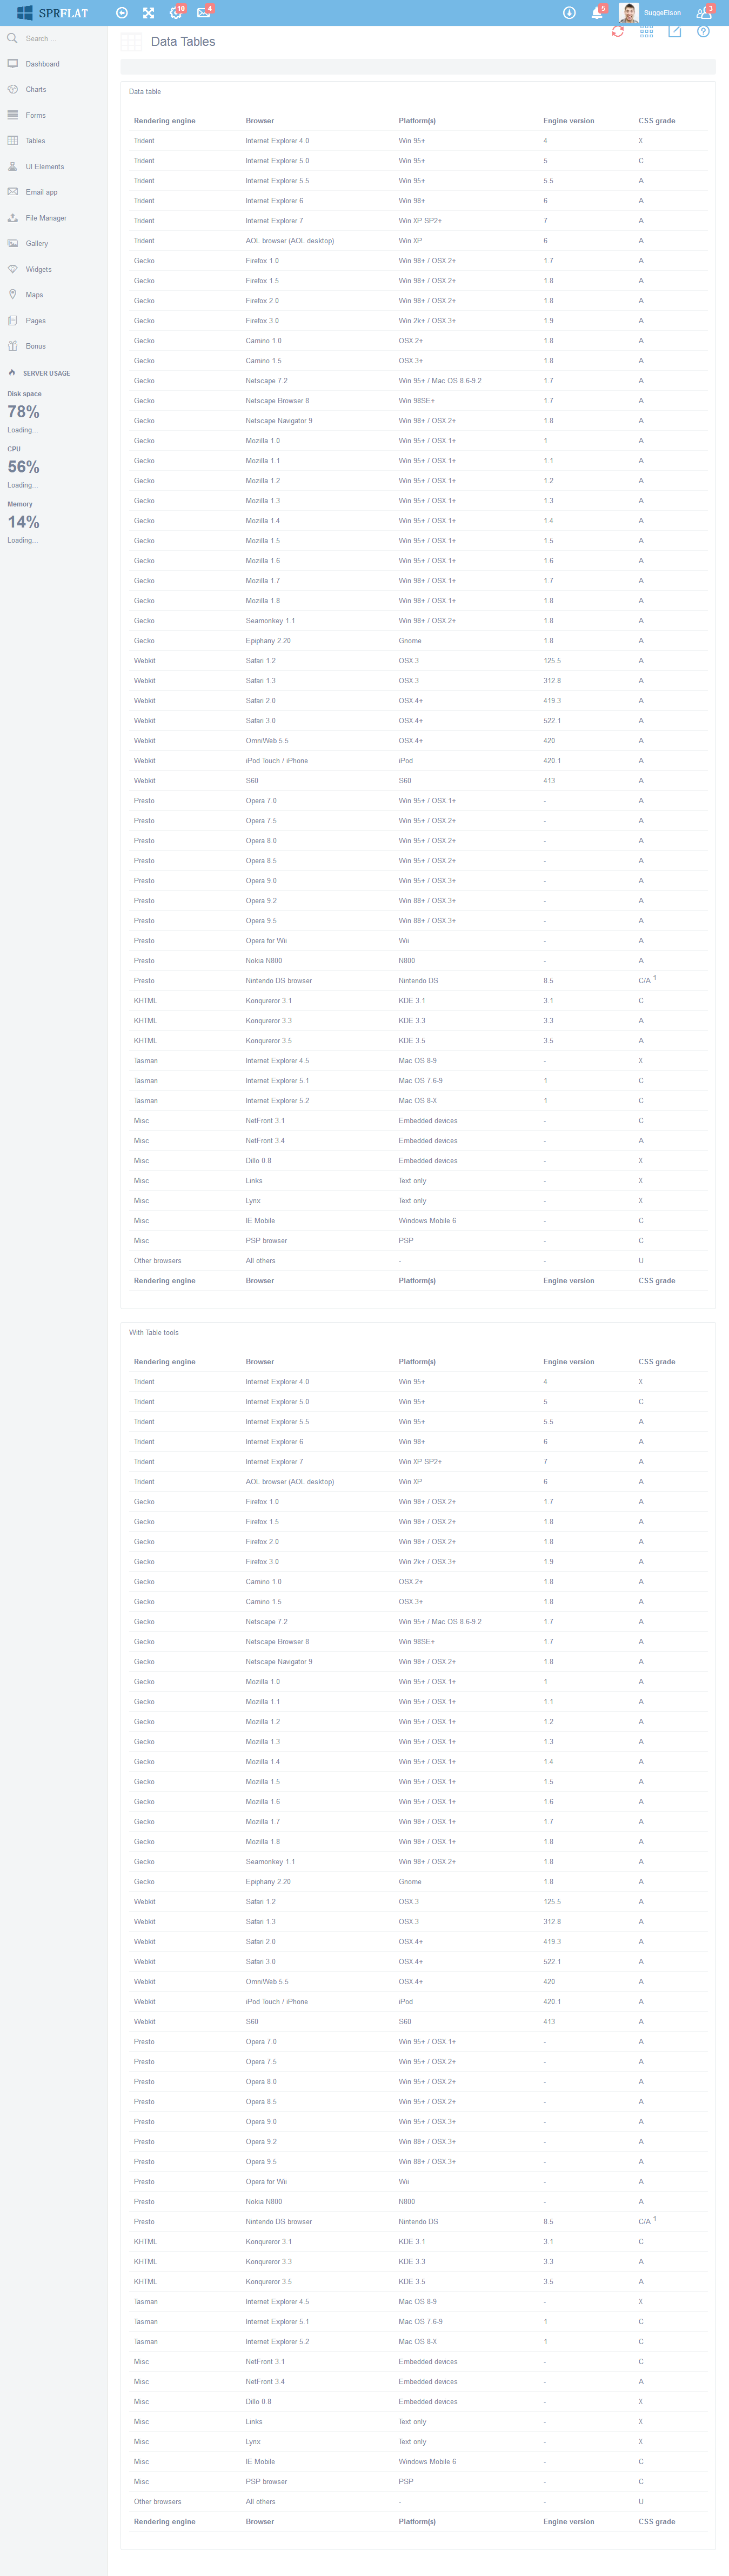 SPRFLAT 10 4 5 SuggeElson 3
Search ...
Dashboard
Charts
Forms
Tables
UI Elements
Email app
File Manager
Gallery
Widgets
Maps
Pages
Bonus
SERVER USAGE
Disk space
78%
Loading...
CPU
56%
Loading...
Memory
14%
Loading...
Data Tables
Data table
Rendering engine Browser Platform(s) Engine version CSS grade
Trident Internet Explorer 4.0 Win 95+ 4 X
Trident Internet Explorer 5.0 Win 95+ 5 C
Trident Internet Explorer 5.5 Win 95+ 5.5 A
Trident Internet Explorer 6 Win 98+ 6 A
Trident Internet Explorer 7 Win XP SP2+ 7 A
Trident AOL browser (AOL desktop) Win XP 6 A
Gecko Firefox 1.0 Win 98+ / OSX.2+ 1.7 A
Gecko Firefox 1.5 Win 98+ / OSX.2+ 1.8 A
Gecko Firefox 2.0 Win 98+ / OSX.2+ 1.8 A
Gecko Firefox 3.0 Win 2k+ / OSX.3+ 1.9 A
Gecko Camino 1.0 OSX.2+ 1.8 A
Gecko Camino 1.5 OSX.3+ 1.8 A
Gecko Netscape 7.2 Win 95+ / Mac OS 8.6-9.2 1.7 A
Gecko Netscape Browser 8 Win 98SE+ 1.7 A
Gecko Netscape Navigator 9 Win 98+ / OSX.2+ 1.8 A
Gecko Mozilla 1.0 Win 95+ / OSX.1+ 1 A
Gecko Mozilla 1.1 Win 95+ / OSX.1+ 1.1 A
Gecko Mozilla 1.2 Win 95+ / OSX.1+ 1.2 A
Gecko Mozilla 1.3 Win 95+ / OSX.1+ 1.3 A
Gecko Mozilla 1.4 Win 95+ / OSX.1+ 1.4 A
Gecko Mozilla 1.5 Win 95+ / OSX.1+ 1.5 A
Gecko Mozilla 1.6 Win 95+ / OSX.1+ 1.6 A
Gecko Mozilla 1.7 Win 98+ / OSX.1+ 1.7 A
Gecko Mozilla 1.8 Win 98+ / OSX.1+ 1.8 A
Gecko Seamonkey 1.1 Win 98+ / OSX.2+ 1.8 A
Gecko Epiphany 2.20 Gnome 1.8 A
Webkit Safari 1.2 OSX.3 125.5 A
Webkit Safari 1.3 OSX.3 312.8 A
Webkit Safari 2.0 OSX.4+ 419.3 A
Webkit Safari 3.0 OSX.4+ 522.1 A
Webkit OmniWeb 5.5 OSX.4+ 420 A
Webkit iPod Touch / iPhone iPod 420.1 A
Webkit S60 S60 413 A
Presto Opera 7.0 Win 95+ / OSX.1+ - A
Presto Opera 7.5 Win 95+ / OSX.2+ - A
Presto Opera 8.0 Win 95+ / OSX.2+ - A
Presto Opera 8.5 Win 95+ / OSX.2+ - A
Presto Opera 9.0 Win 95+ / OSX.3+ - A
Presto Opera 9.2 Win 88+ / OSX.3+ - A
Presto Opera 9.5 Win 88+ / OSX.3+ - A
Presto Opera for Wii Wii - A
Presto Nokia N800 N800 - A
Presto Nintendo DS browser Nintendo DS 8.5 C/A 1
KHTML Konqureror 3.1 KDE 3.1 3.1 C
KHTML Konqureror 3.3 KDE 3.3 3.3 A
KHTML Konqureror 3.5 KDE 3.5 3.5 A
Tasman Internet Explorer 4.5 Mac OS 8-9 - X
Tasman Internet Explorer 5.1 Mac OS 7.6-9 1 C
Tasman Internet Explorer 5.2 Mac OS 8-X 1 C
Misc NetFront 3.1 Embedded devices - C
Misc NetFront 3.4 Embedded devices - A
Misc Dillo 0.8 Embedded devices - X
Misc Links Text only - X
Misc Lynx Text only - X
Misc IE Mobile Windows Mobile 6 - C
Misc PSP browser PSP - C
Other browsers All others - - U
Rendering engine Browser Platform(s) Engine version CSS grade
With Table tools
Rendering engine Browser Platform(s) Engine version CSS grade
Trident Internet Explorer 4.0 Win 95+ 4 X
Trident Internet Explorer 5.0 Win 95+ 5 C
Trident Internet Explorer 5.5 Win 95+ 5.5 A
Trident Internet Explorer 6 Win 98+ 6 A
Trident Internet Explorer 7 Win XP SP2+ 7 A
Trident AOL browser (AOL desktop) Win XP 6 A
Gecko Firefox 1.0 Win 98+ / OSX.2+ 1.7 A
Gecko Firefox 1.5 Win 98+ / OSX.2+ 1.8 A
Gecko Firefox 2.0 Win 98+ / OSX.2+ 1.8 A
Gecko Firefox 3.0 Win 2k+ / OSX.3+ 1.9 A
Gecko Camino 1.0 OSX.2+ 1.8 A
Gecko Camino 1.5 OSX.3+ 1.8 A
Gecko Netscape 7.2 Win 95+ / Mac OS 8.6-9.2 1.7 A
Gecko Netscape Browser 8 Win 98SE+ 1.7 A
Gecko Netscape Navigator 9 Win 98+ / OSX.2+ 1.8 A
Gecko Mozilla 1.0 Win 95+ / OSX.1+ 1 A
Gecko Mozilla 1.1 Win 95+ / OSX.1+ 1.1 A
Gecko Mozilla 1.2 Win 95+ / OSX.1+ 1.2 A
Gecko Mozilla 1.3 Win 95+ / OSX.1+ 1.3 A
Gecko Mozilla 1.4 Win 95+ / OSX.1+ 1.4 A
Gecko Mozilla 1.5 Win 95+ / OSX.1+ 1.5 A
Gecko Mozilla 1.6 Win 95+ / OSX.1+ 1.6 A
Gecko Mozilla 1.7 Win 98+ / OSX.1+ 1.7 A
Gecko Mozilla 1.8 Win 98+ / OSX.1+ 1.8 A
Gecko Seamonkey 1.1 Win 98+ / OSX.2+ 1.8 A
Gecko Epiphany 2.20 Gnome 1.8 A
Webkit Safari 1.2 OSX.3 125.5 A
Webkit Safari 1.3 OSX.3 312.8 A
Webkit Safari 2.0 OSX.4+ 419.3 A
Webkit Safari 3.0 OSX.4+ 522.1 A
Webkit OmniWeb 5.5 OSX.4+ 420 A
Webkit iPod Touch / iPhone iPod 420.1 A
Webkit S60 S60 413 A
Presto Opera 7.0 Win 95+ / OSX.1+ - A
Presto Opera 7.5 Win 95+ / OSX.2+ - A
Presto Opera 8.0 Win 95+ / OSX.2+ - A
Presto Opera 8.5 Win 95+ / OSX.2+ - A
Presto Opera 9.0 Win 95+ / OSX.3+ - A
Presto Opera 9.2 Win 88+ / OSX.3+ - A
Presto Opera 9.5 Win 88+ / OSX.3+ - A
Presto Opera for Wii Wii - A
Presto Nokia N800 N800 - A
Presto Nintendo DS browser Nintendo DS 8.5 C/A 1
KHTML Konqureror 3.1 KDE 3.1 3.1 C
KHTML Konqureror 3.3 KDE 3.3 3.3 A
KHTML Konqureror 3.5 KDE 3.5 3.5 A
Tasman Internet Explorer 4.5 Mac OS 8-9 - X
Tasman Internet Explorer 5.1 Mac OS 7.6-9 1 C
Tasman Internet Explorer 5.2 Mac OS 8-X 1 C
Misc NetFront 3.1 Embedded devices - C
Misc NetFront 3.4 Embedded devices - A
Misc Dillo 0.8 Embedded devices - X
Misc Links Text only - X
Misc Lynx Text only - X
Misc IE Mobile Windows Mobile 6 - C
Misc PSP browser PSP - C
Other browsers All others - - U
Rendering engine Browser Platform(s) Engine version CSS grade